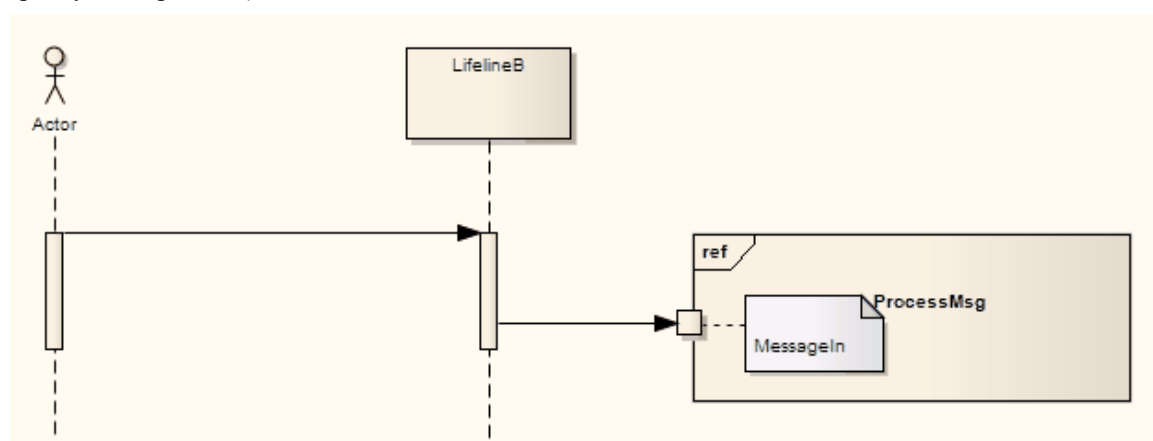 LifelineB
Actor
ref
ProcessMsg
MessageIn